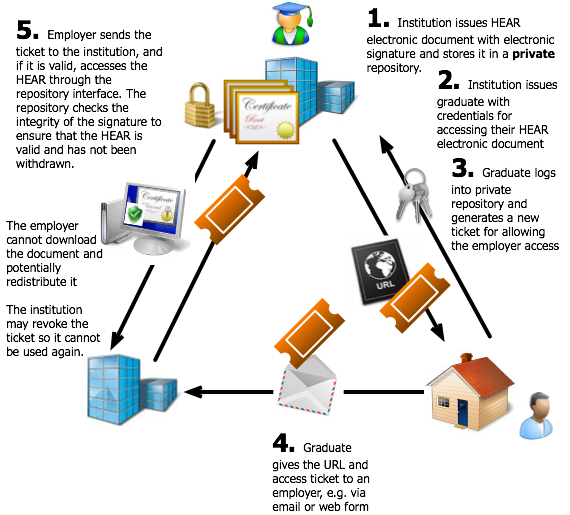 5. Employer sends the
ticket to the institution, and
if it is valid, accesses the
HEAR through the
repository interface. The
repository checks the
integrity of the signature to
ensure that the HEAR is
valid and has not been
withdrawn.
1. Institution issues HEAR
electronic document with electronic
signature and stores it in a private
repository.
2. Institution issues
graduate with
credentials for
accessing their HEAR
electronic document
3. Graduate logs
into private
repository and
generates a new
ticket for allowing
the employer access
Certificate
Root
Certificate
The employer
cannot download
the document and
potentially
redistribute it
The institution
may revoke the
ticket so it cannot
be used again.
URL
4. Graduate
gives the URL and
access ticket to an
employer, e.g. via
email or web form